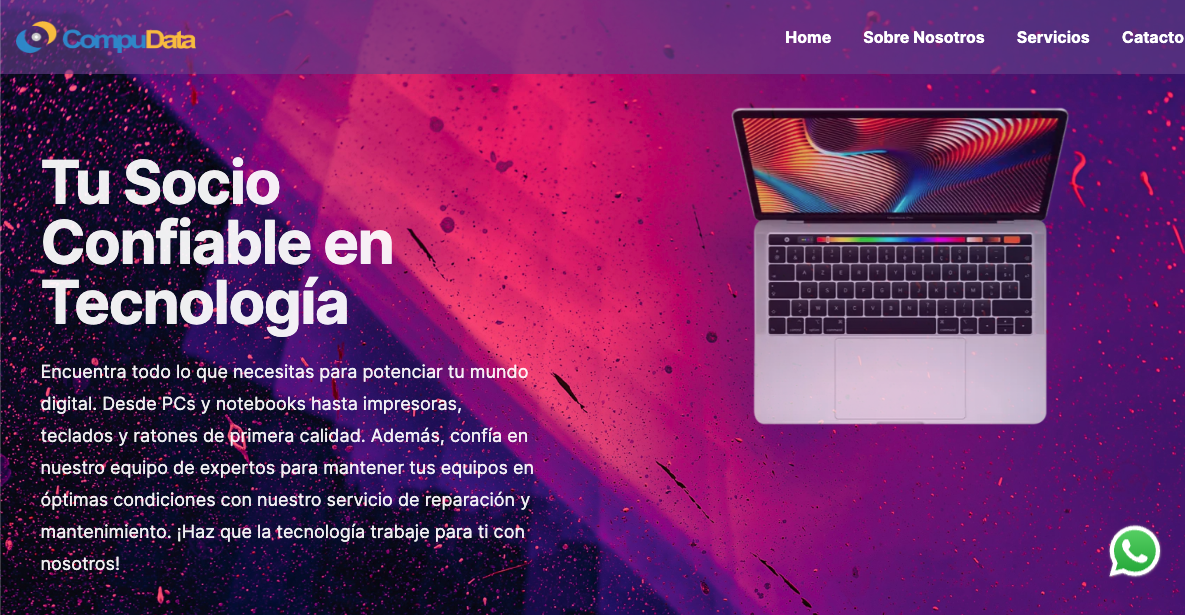 CompuData
Home
Sobre Nosotros
Servicios
Catacto
Tu Socio
Confiable en
Tecnología
Encuentra todo lo que necesitas para potenciar tu mundo
digital. Desde PCs y notebooks hasta impresoras,
teclados y ratones de primera calidad. Además, confía en
nuestro equipo de expertos para mantener tus equipos en
óptimas condiciones con nuestro servicio de reparación y
mantenimiento. ¡Haz que la tecnología trabaje para ti con
nosotros!